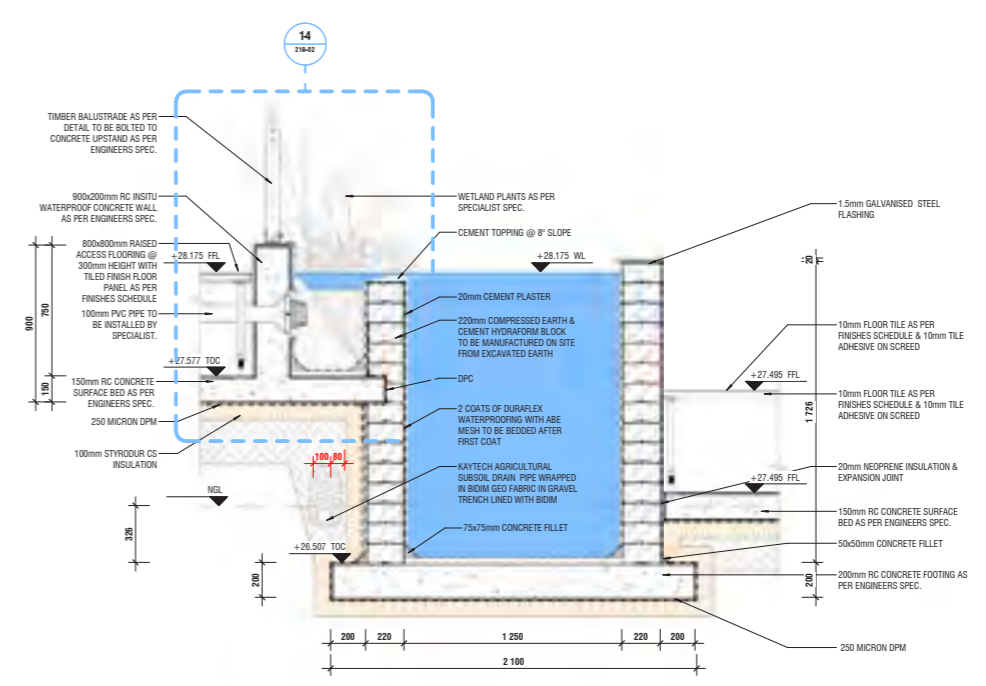 14
210-02
TIMBER BALUSTRADE AS PER
DETAIL TO BE BOLTED TO
CONCRETE UPSTAND AS PER
ENGINEERS SPEC.
900x200mm RC INSITU
WATERPROOF CONCRETE WALL
AS PER ENGINEERS SPEC.
800x800mm RAISED
ACCESS FLOORING @
300mm HEIGHT WITH
TILED FINISH FLOOR
PANEL AS PER
FINISHES SCHEDULE
100mm PVC PIPE TO
BE INSTALLED BY
SPECIALIST.
+28.175 FFL
900
750
150
+27.577 TOC
150mm RC CONCRETE
SURFACE BED AS PER
ENGINEERS SPEC.
250 MICRON DPM
100mm STYRODUR CS
INSULATION
100 80
NGL
326
+26.507 TOC
200
WETLAND PLANTS AS PER
SPECIALIST SPEC.
CEMENT TOPPING @ 8° SLOPE
+28.175 WL
20mm CEMENT PLASTER
220mm COMPRESSED EARTH &
CEMENT HYDRAFORM BLOCK
TO BE MANUFACTURED ON SITE
FROM EXCAVATED EARTH
DPC
2 COATS OF DURAFLEX
WATERPROOFING WITH ABE
MESH TO BE BEDDED AFTER
FIRST COAT
KAYTECH AGRICULTURAL
SUBSOIL DRAIN PIPE WRAPPED
IN BIDIM GEO FABRIC IN GRAVEL
TRENCH LINED WITH BIDIM
75x75mm CONCRETE FILLET
1.5mm GALVANISED STEEL
FLASHING
20
10mm FLOOR TILE AS PER
FINISHES SCHEDULE & 10mm TILE
ADHESIVE ON SCREED
+27.495 FFL
10mm FLOOR TILE AS PER
FINISHES SCHEDULE & 10mm TILE
ADHESIVE ON SCREED
1 726
20mm NEOPRENE INSULATION &
EXPANSION JOINT
+27.495 FFL
150mm RC CONCRETE SURFACE
BED AS PER ENGINEERS SPEC.
50x50mm CONCRETE FILLET
200mm RC CONCRETE FOOTING AS
PER ENGINEERS SPEC.
200
250 MICRON DPM
200 220 1 250 220 200
2 100